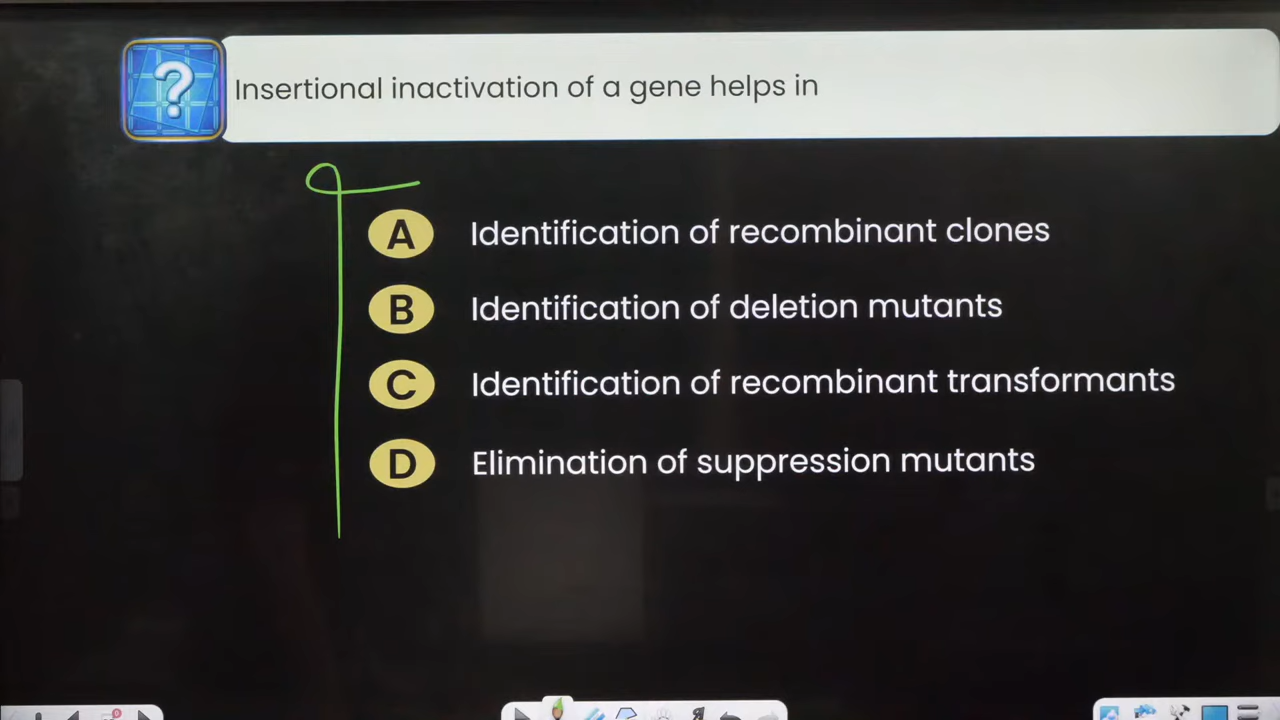 ?
Insertional inactivation of a gene helps in
A Identification of recombinant clones
B Identification of deletion mutants
C Identification of recombinant transformants
D Elimination of suppression mutants